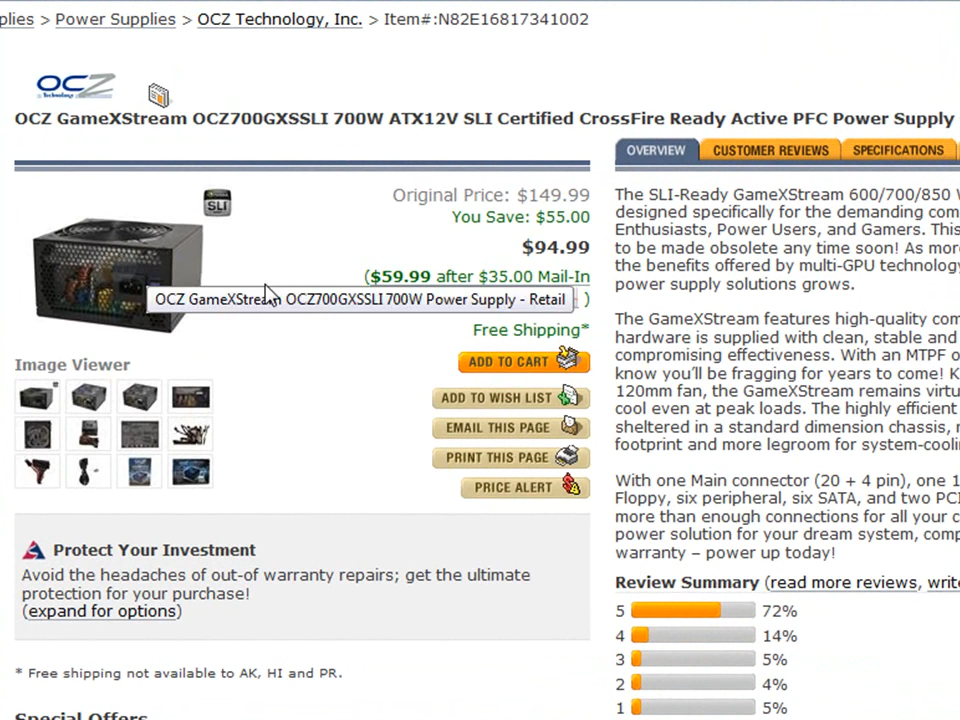 plies > Power Supplies > OCZ Technology, Inc. > Item#:N82E16817341002
OCZ
Technology
OCZ GameXStream OCZ700GXSSLI 700W ATX12V SLI Certified CrossFire Ready Active PFC Power Supply
SLI
Original Price: $149.99
You Save: $55.00
$94.99
($59.99 after $35.00 Mail-In
)
OCZ GameXStream OCZ700GXSSLI 700W Power Supply - Retail
Free Shipping*
ADD TO CART
ADD TO WISH LIST
EMAIL THIS PAGE
PRINT THIS PAGE
PRICE ALERT
Image Viewer
Protect Your Investment
Avoid the headaches of out-of warranty repairs; get the ultimate
protection for your purchase!
(expand for options)
* Free shipping not available to AK, HI and PR.
Special Offers
OVERVIEW
CUSTOMER REVIEWS
SPECIFICATIONS
The SLI-Ready GameXStream 600/700/850 W
designed specifically for the demanding com
Enthusiasts, Power Users, and Gamers. This
to be made obsolete any time soon! As more
the benefits offered by multi-GPU technology
power supply solutions grows.
The GameXStream features high-quality com
hardware is supplied with clean, stable and
compromising effectiveness. With an MTPF o
know you'll be fragging for years to come! K
120mm fan, the GameXStream remains virtu
cool even at peak loads. The highly efficient
sheltered in a standard dimension chassis,
footprint and more legroom for system-cooli
With one Main connector (20 + 4 pin), one 1
Floppy, six peripheral, six SATA, and two PCI
more than enough connections for all your c
power solution for your dream system, comp
warranty – power up today!
Review Summary (read more reviews, write
5 72%
4 14%
3 5%
2 4%
1 5%